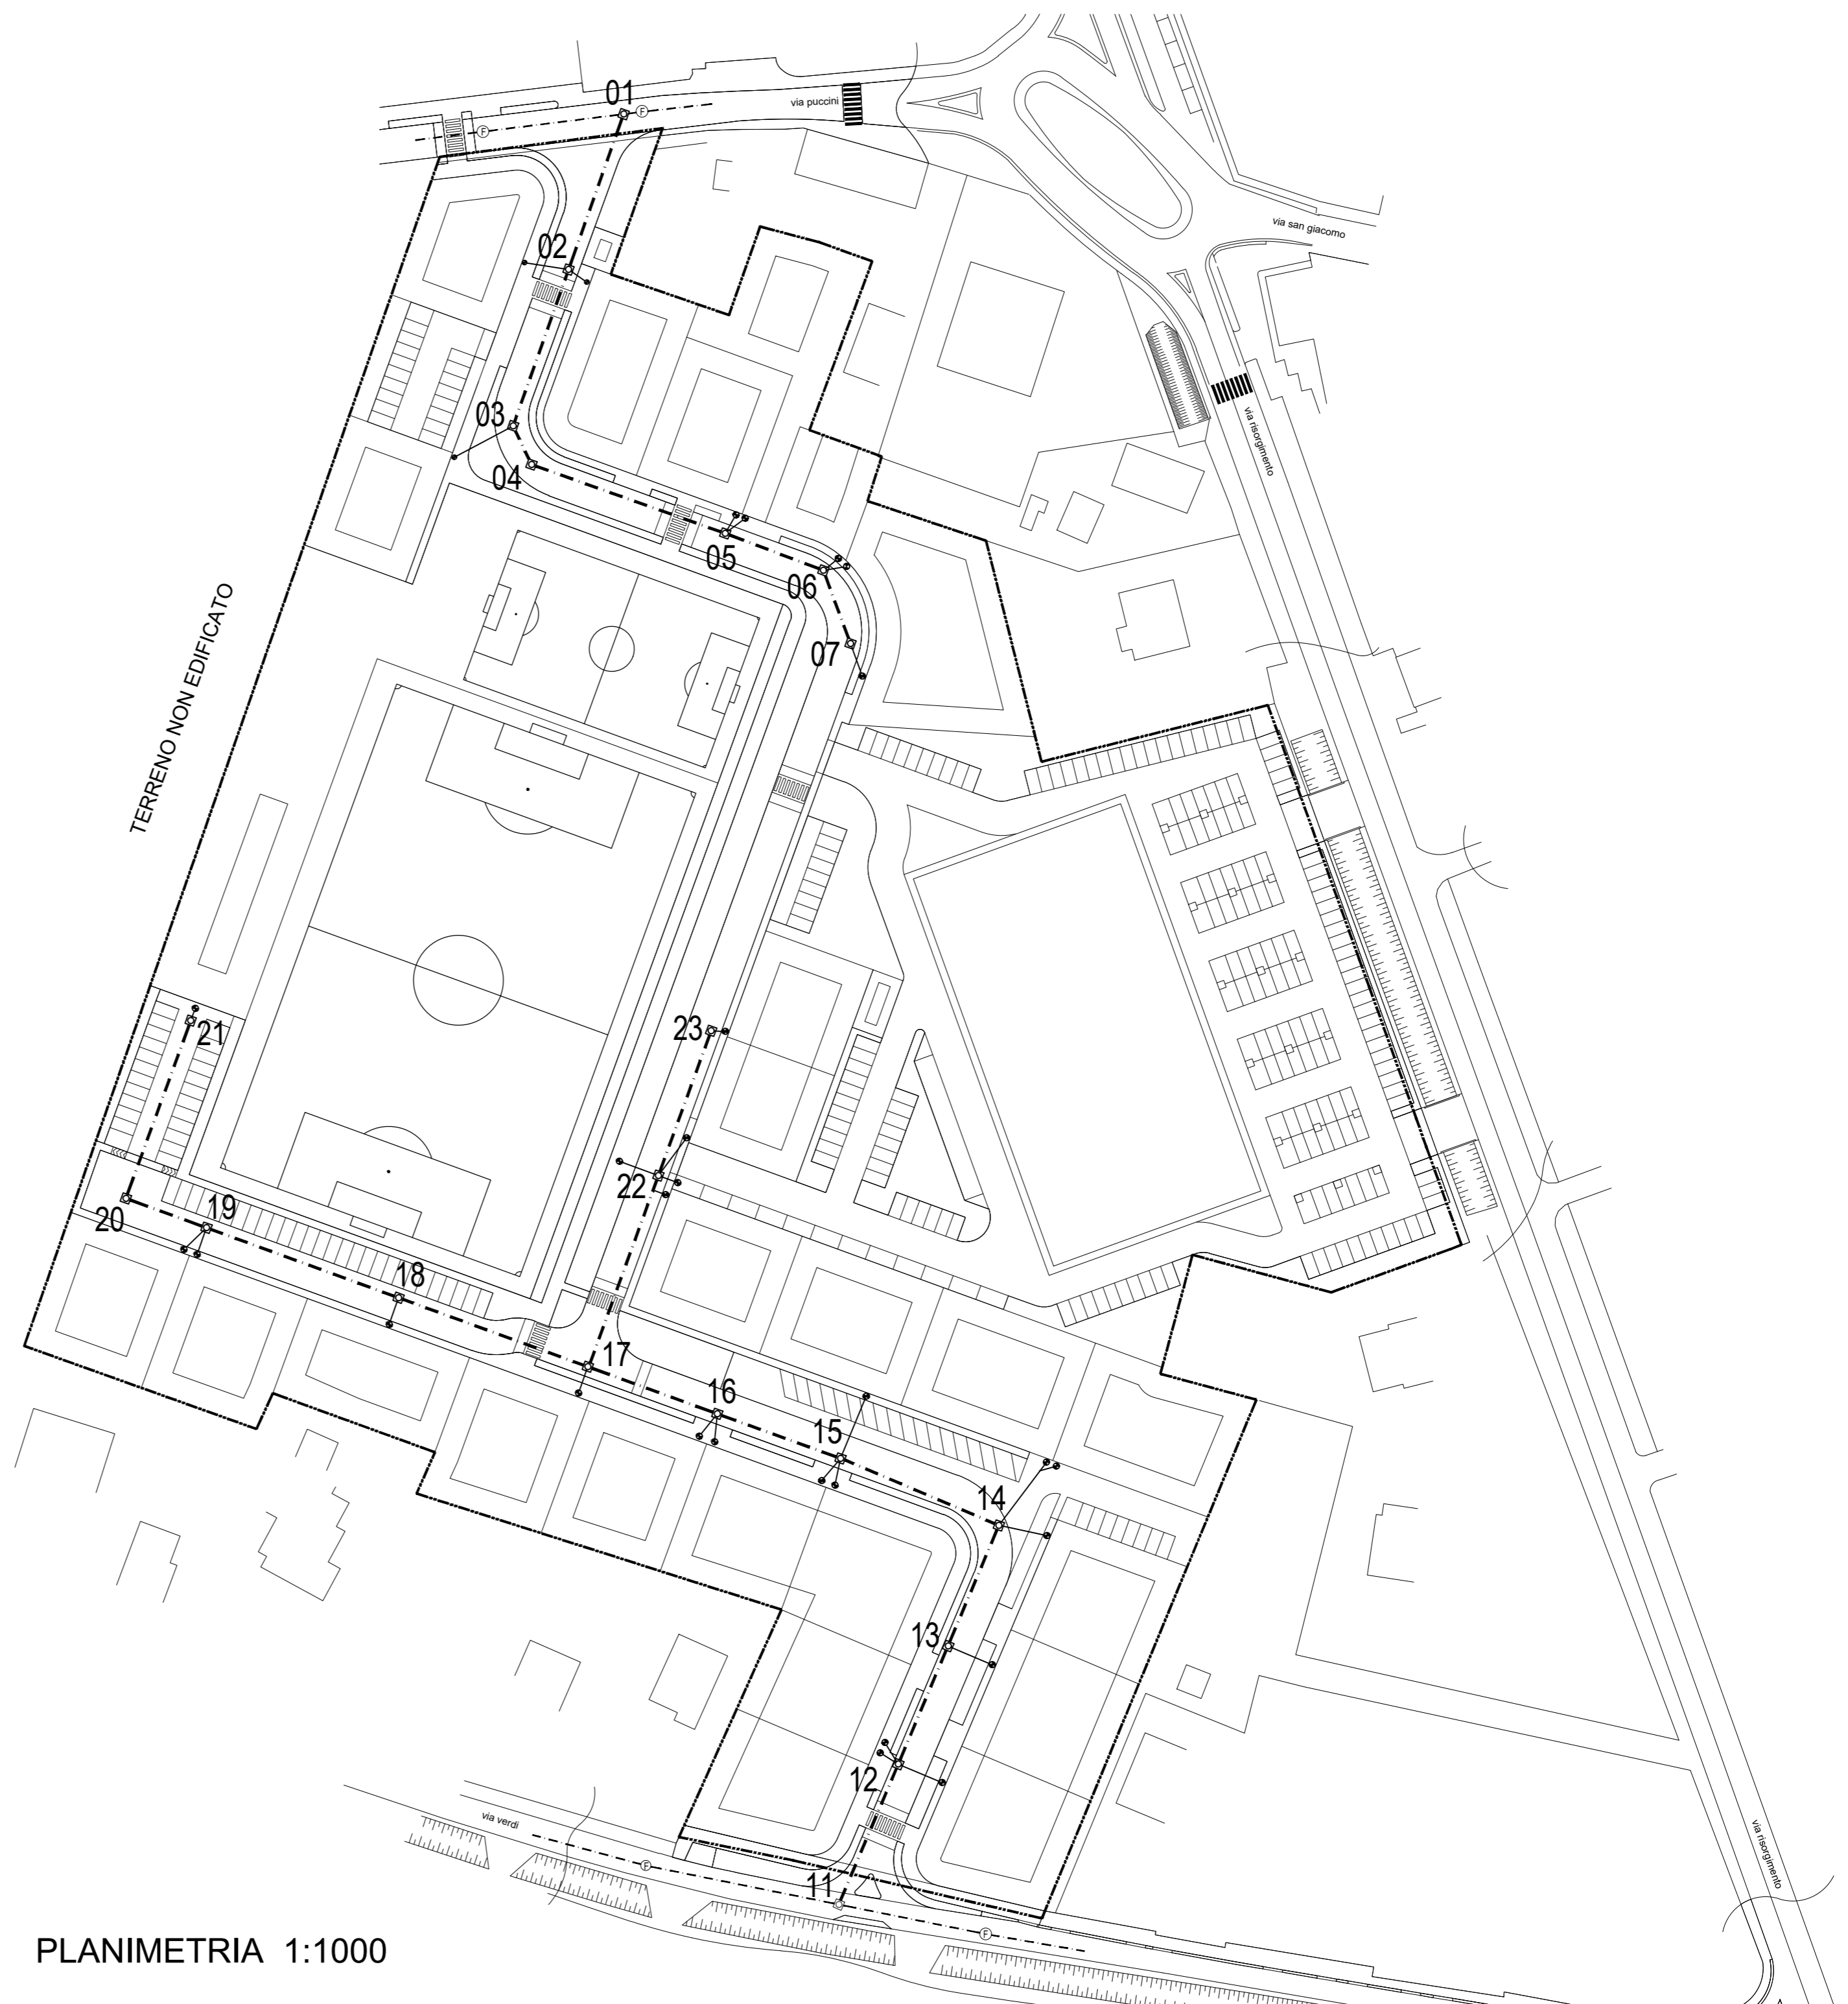 01
F
F
via puccini
via san giacomo
02
03
via risorgimento
04
05
06
07
TERRENO NON EDIFICATO
23
21
22
19
20
18
17
16
15
14
13
12
via verdi
F
11
F
via risorgimento
PLANIMETRIA 1:1000